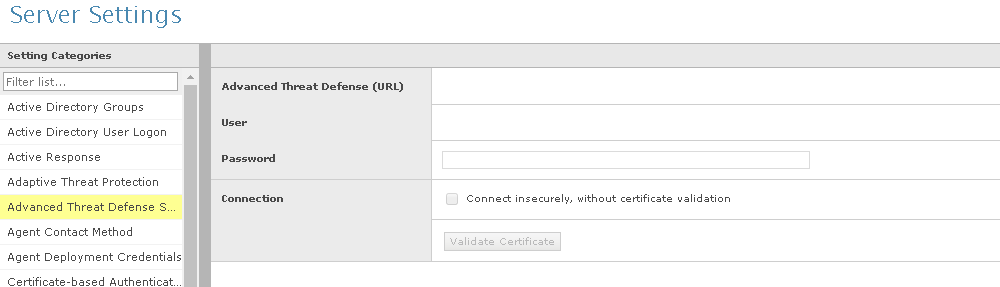 Server Settings
Setting Categories
Filter list...
Active Directory Groups
Active Directory User Logon
Active Response
Adaptive Threat Protection
Advanced Threat Defense S...
Agent Contact Method
Agent Deployment Credentials
Certificate-based Authenticat...
Advanced Threat Defense (URL)
User
Password
Connection
Connect insecurely, without certificate validation
Validate Certificate